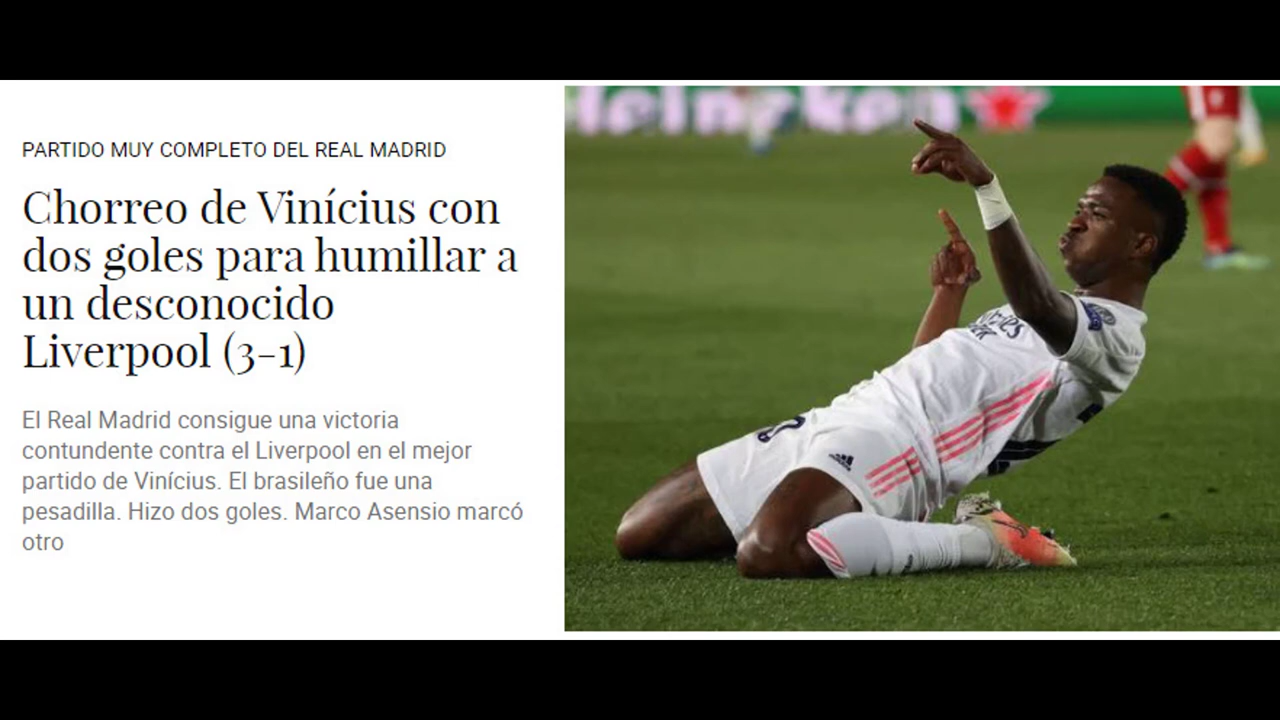 PARTIDO MUY COMPLETO DEL REAL MADRID
Chorreo de Vinícius con
dos goles para humillar a
un desconocido
Liverpool (3-1)
El Real Madrid consigue una victoria
contundente contra el Liverpool en el mejor
partido de Vinícius. El brasileño fue una
pesadilla. Hizo dos goles. Marco Asensio marcó
otro
Heineken
adidas